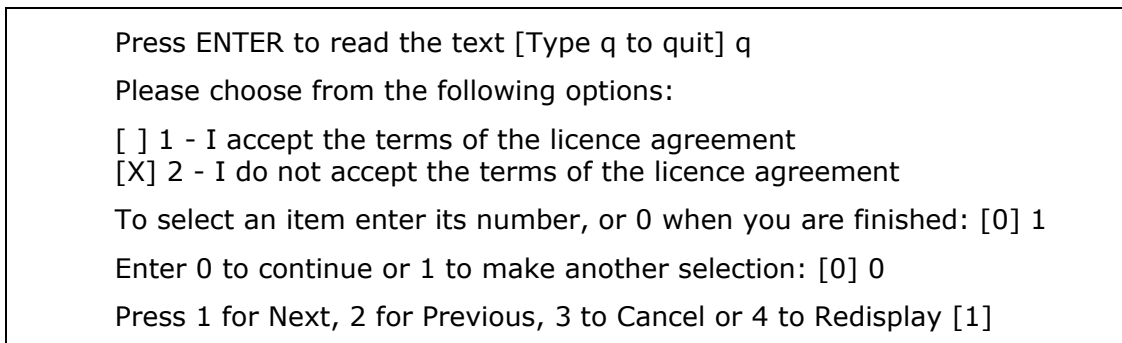 Press ENTER to read the text [Type q to quit] q
Please choose from the following options:
[ ] 1 - I accept the terms of the licence agreement
[X] 2 - I do not accept the terms of the licence agreement
To select an item enter its number, or 0 when you are finished: [0] 1
Enter 0 to continue or 1 to make another selection: [0] 0
Press 1 for Next, 2 for Previous, 3 to Cancel or 4 to Redisplay [1]